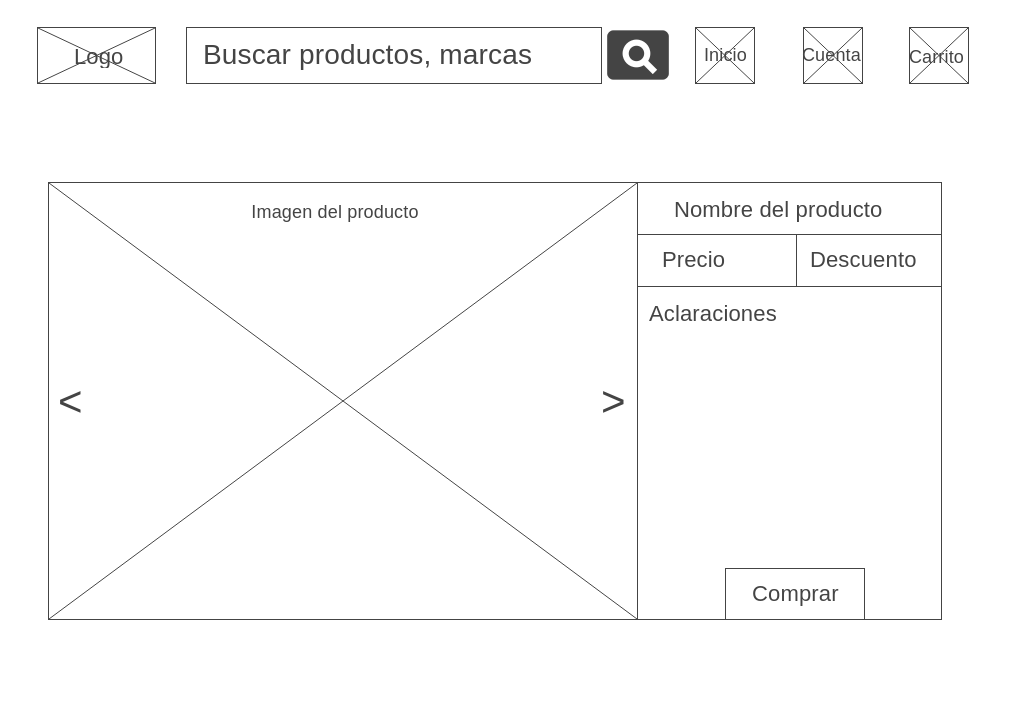 Logo
Buscar productos, marcas
Inicio
Cuenta
Carrito
Imagen del producto
Nombre del producto
Precio
Descuento
Aclaraciones
<
>
Comprar